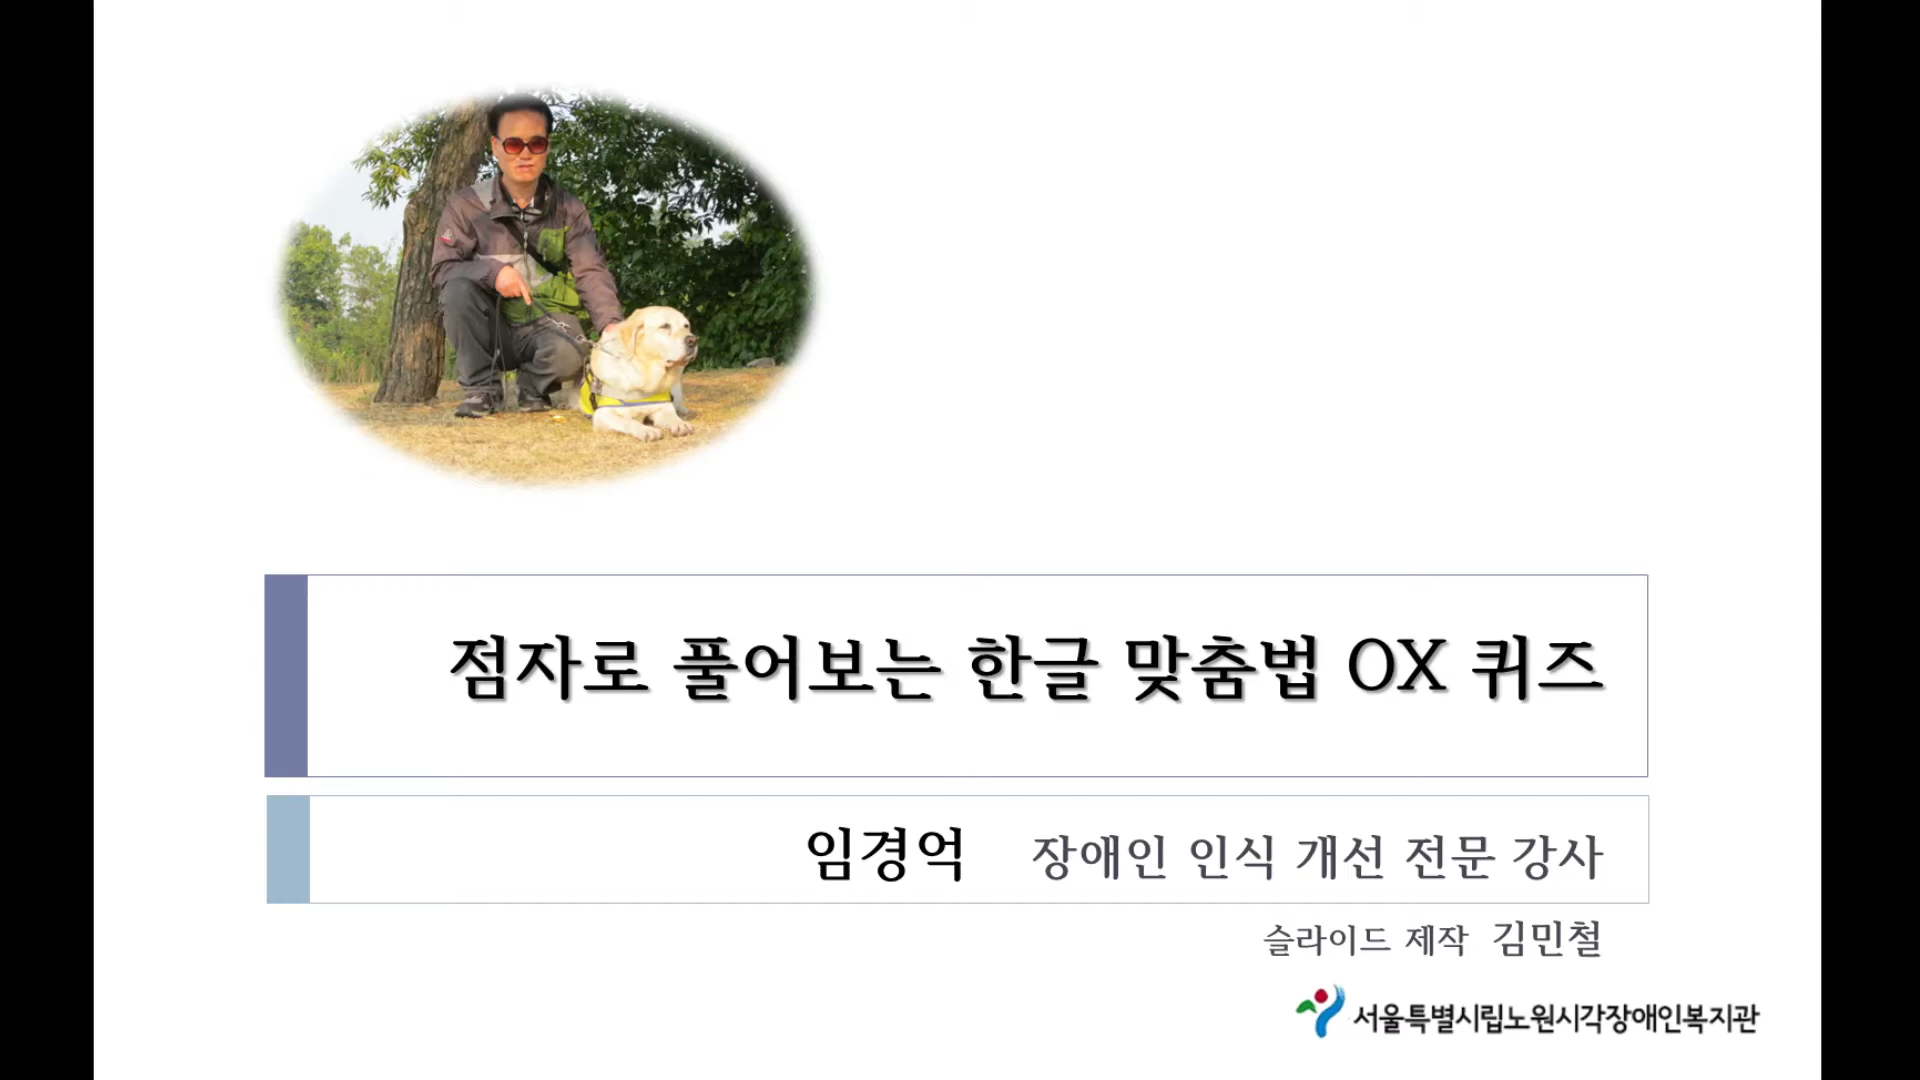 점자로 풀어보는 한글 맞춤법 OX 퀴즈
임경억 장애인 인식 개선 전문 강사
슬라이드 제작 김민철
서울특별시립노원시각장애인복지관